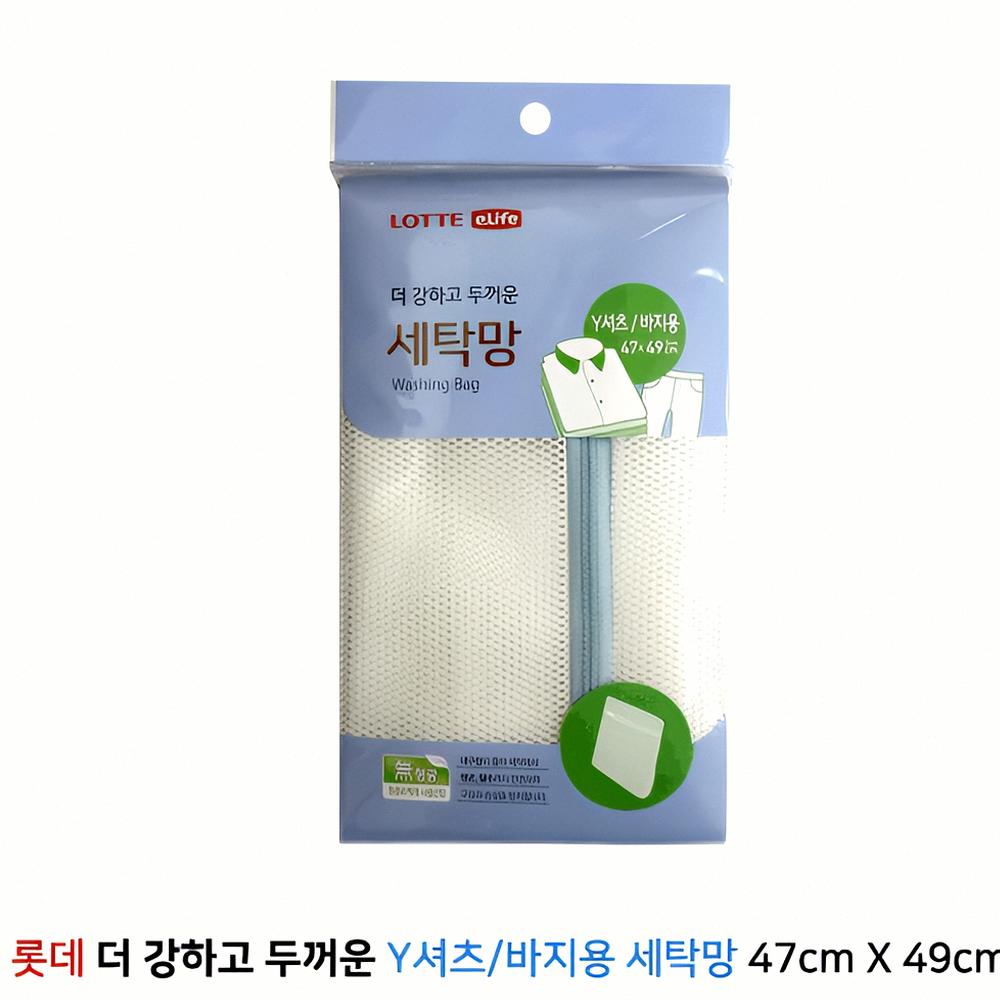 LOTTE eLife
더 강하고 두꺼운
세탁망
Washing Bag
Y셔츠 / 바지용
47x49cm
롯데 더 강하고 두꺼운 Y셔츠/바지용 세탁망 47cm X 49cm